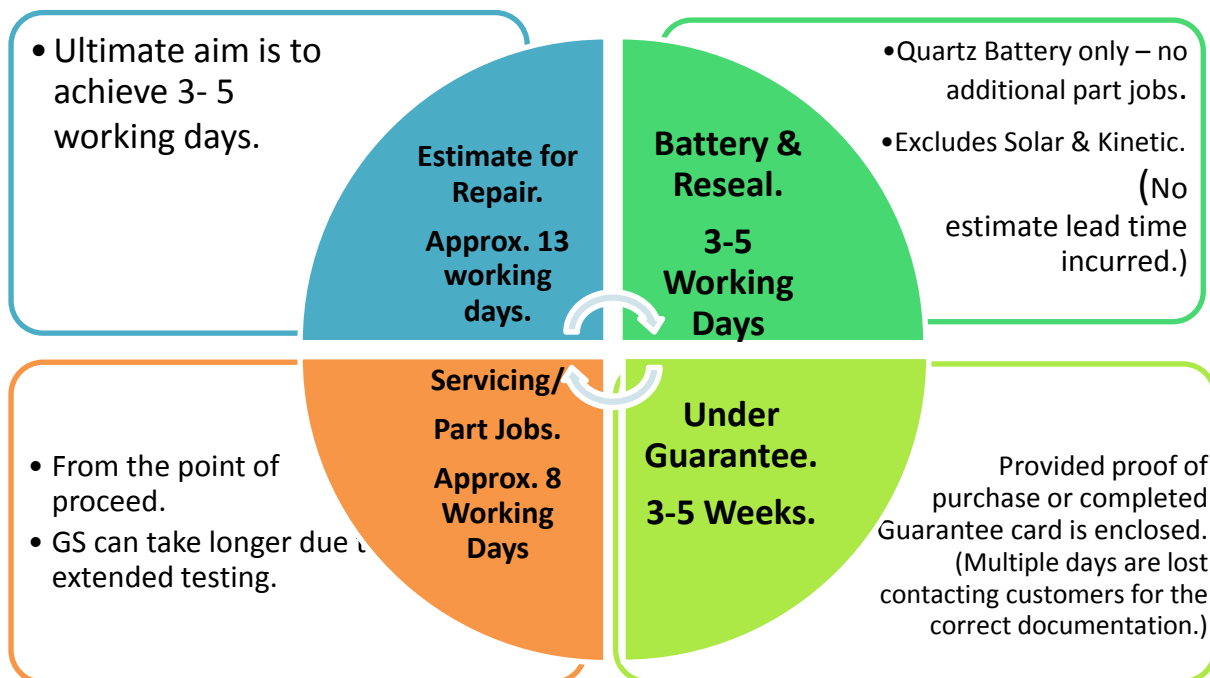 • Ultimate aim is to
achieve 3- 5
working days.
Estimate for
Repair.
Approx. 13
working
days.
Battery &
Reseal.
3-5
Working
Days
•Quartz Battery only – no
additional part jobs.
•Excludes Solar & Kinetic.
(No
estimate lead time
incurred.)
• From the point of
proceed.
• GS can take longer due
extended testing.
Servicing/
Part Jobs.
Approx. 8
Working
Days
Under
Guarantee.
3-5 Weeks.
Provided proof of
purchase or completed
Guarantee card is enclosed.
(Multiple days are lost
contacting customers for the
correct documentation.)